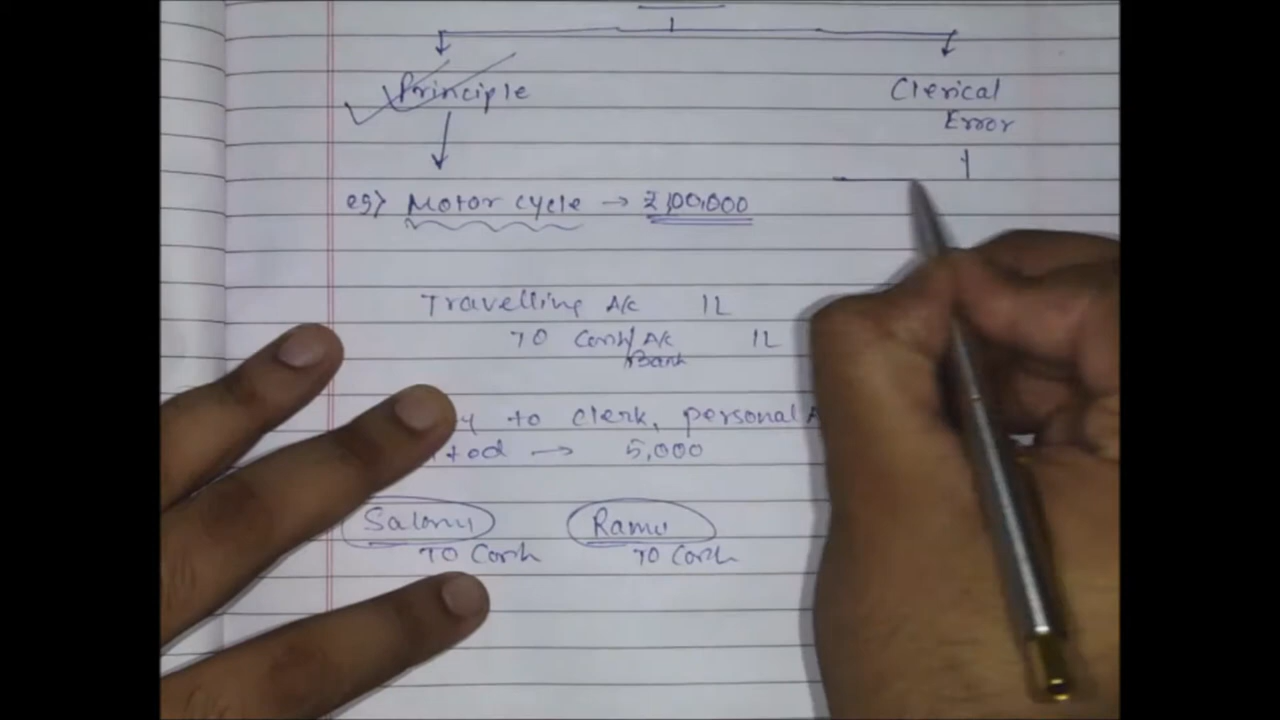 Principle
Clerical
Error
eg> Motor cycle → ₹1,00,000
Travelling A/c 1L
TO Cash/ A/c 1L
Bank
to clerk, personal A
→ 5,000
Salary Ramu
TO Cash TO Cash